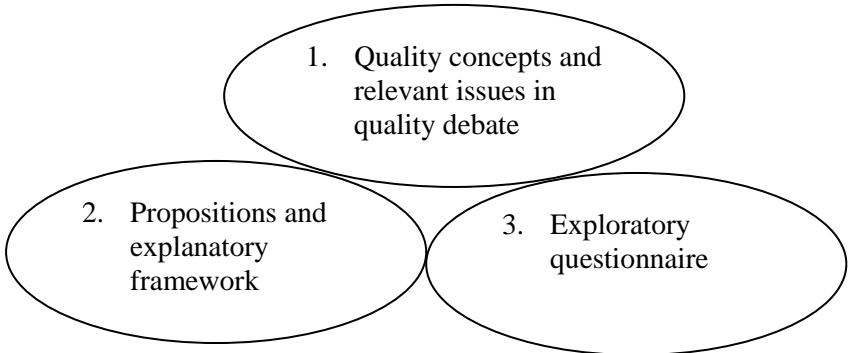 1. Quality concepts and
relevant issues in
quality debate
2. Propositions and
explanatory
framework
3. Exploratory
questionnaire